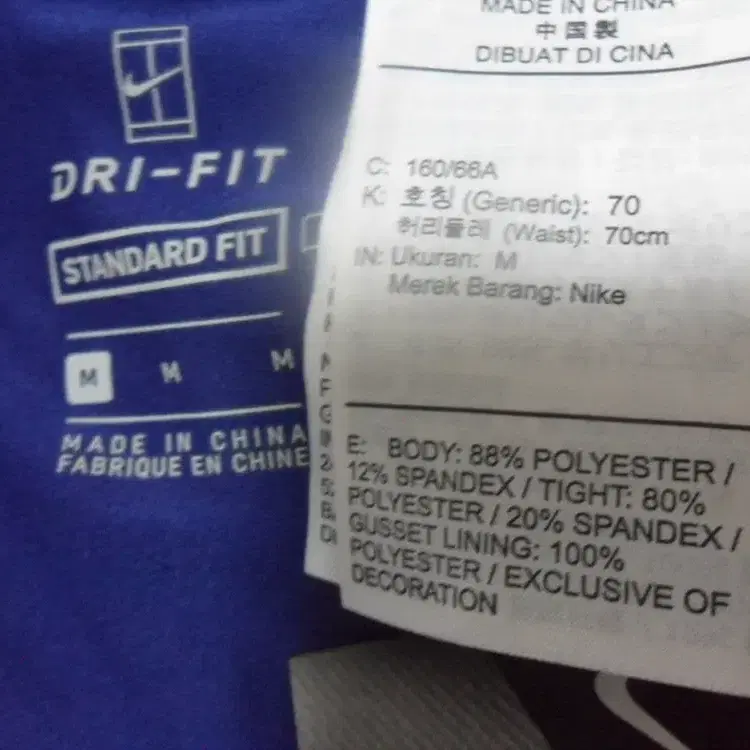 DRI-FIT
STANDARD FIT
M M M
MADE IN CHINA
FABRIQUE EN CHINE
MADE IN CHINA
中国製
DIBUAT DI CINA
C: 160/66A
K: 호칭 (Generic): 70
허리둘레 (Waist): 70cm
IN: Ukuran: M
Merek Barang: Nike
E: BODY: 88% POLYESTER /
12% SPANDEX / TIGHT: 80%
POLYESTER / 20% SPANDEX /
GUSSET LINING: 100%
POLYESTER / EXCLUSIVE OF
DECORATION